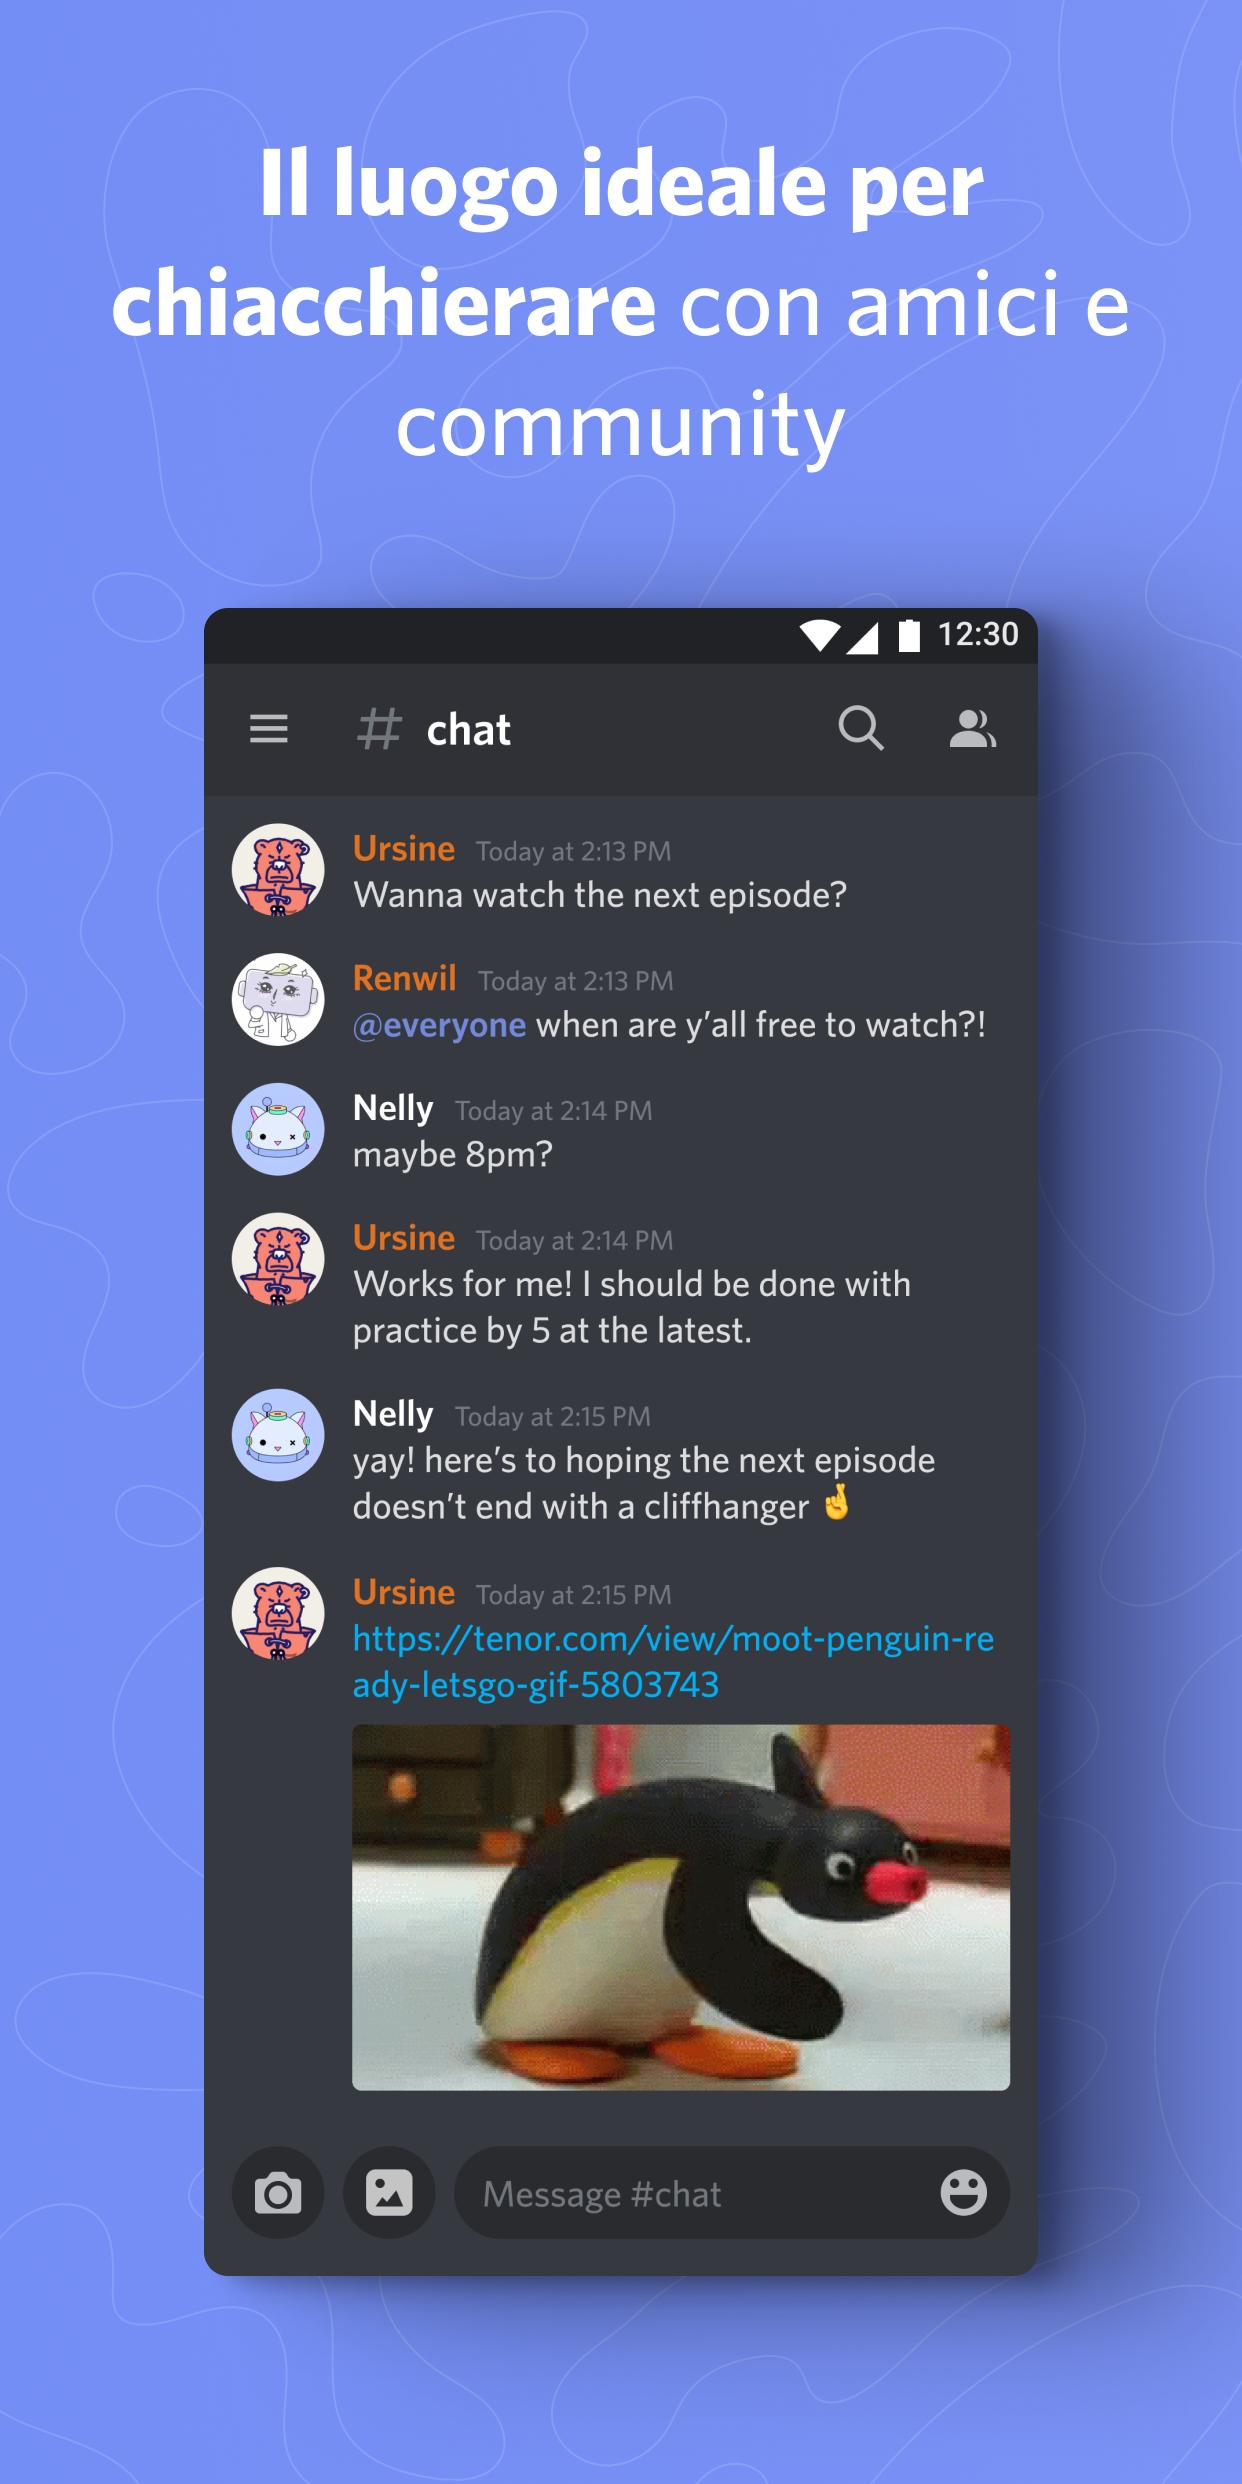 Il luogo ideale per
chiacchierare con amici e
community
12:30
# chat
Ursine Today at 2:13 PM
Wanna watch the next episode?
Renwil Today at 2:13 PM
@everyone when are y’all free to watch?!
Nelly Today at 2:14 PM
maybe 8pm?
Ursine Today at 2:14 PM
Works for me! I should be done with
practice by 5 at the latest.
Nelly Today at 2:15 PM
yay! here’s to hoping the next episode
doesn’t end with a cliffhanger 🤞
Ursine Today at 2:15 PM
https://tenor.com/view/moot-penguin-re
ady-letsgo-gif-5803743
Message #chat